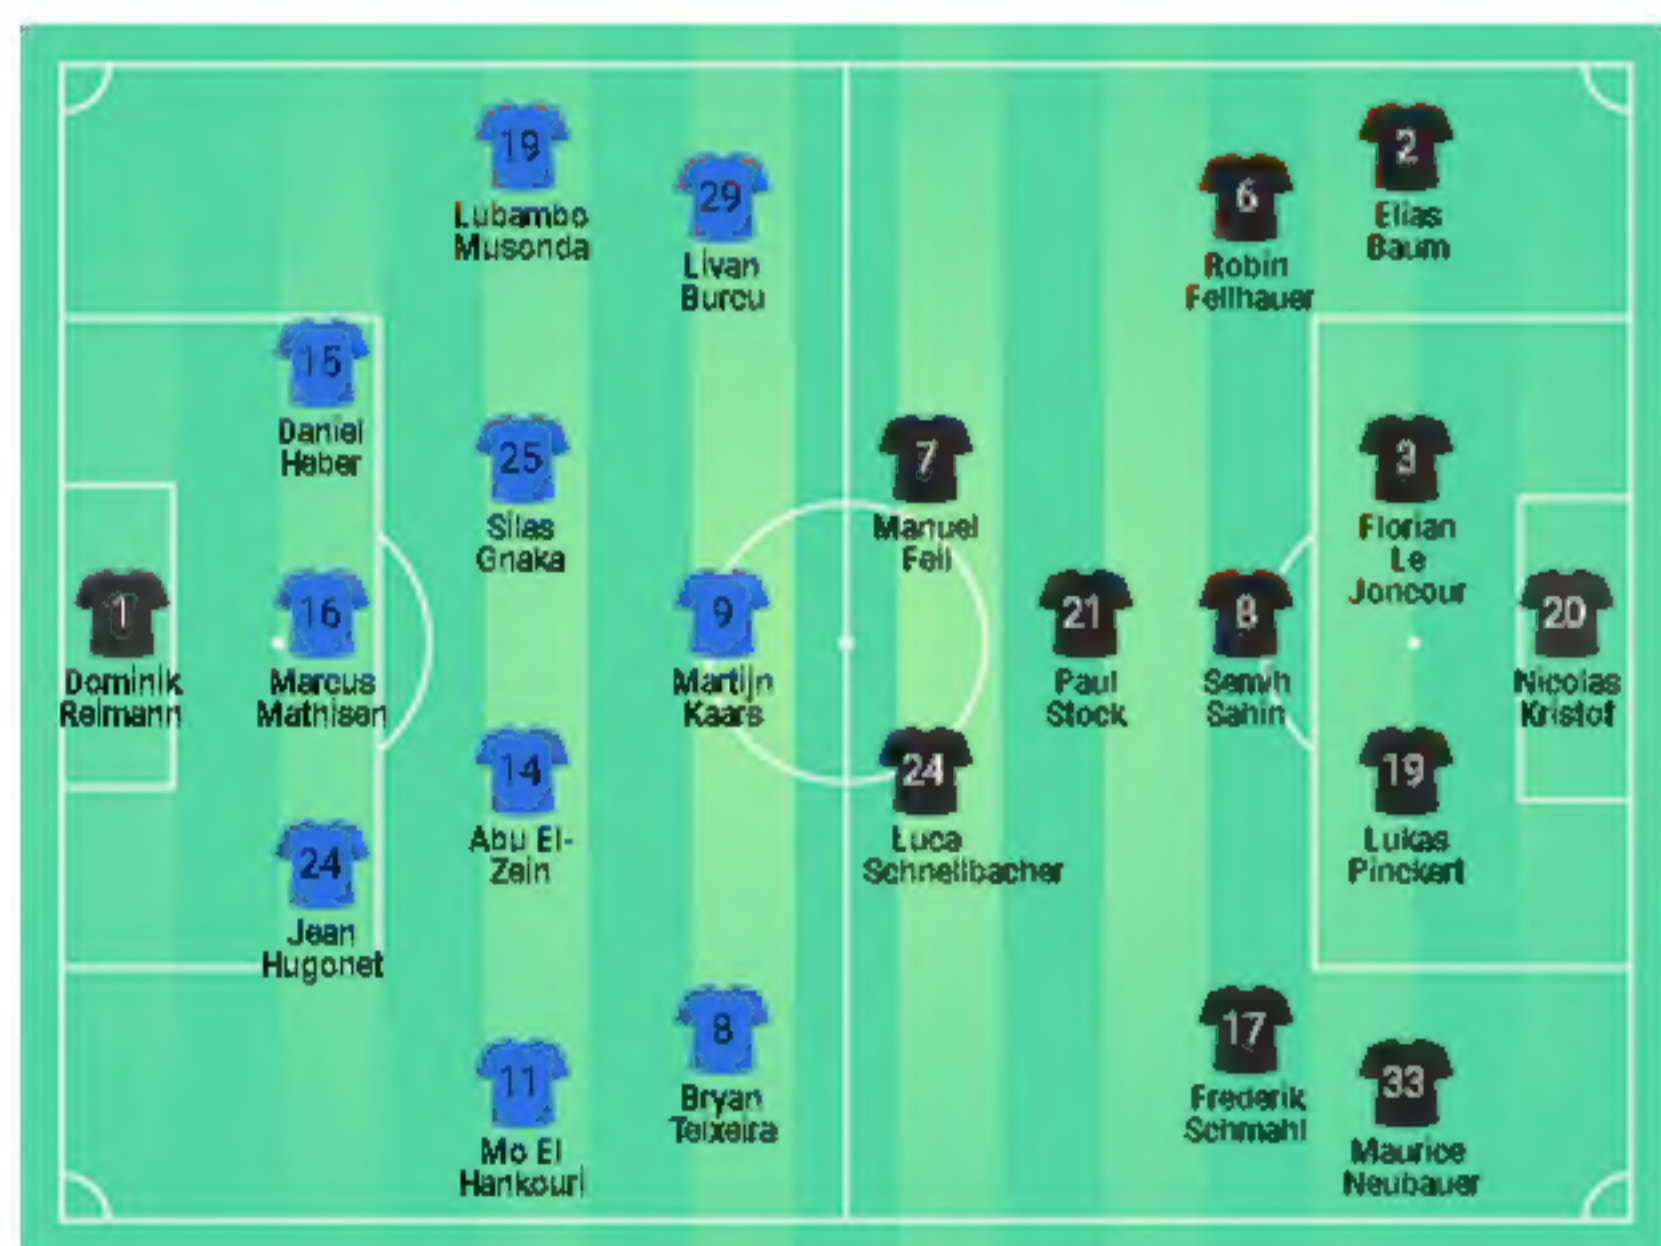 1
Dominik
Reimann
15
Daniel
Heber
16
Marcus
Mathisen
24
Jean
Hugonet
19
Lubambo
Musonda
25
Silas
Gnaka
14
Abu El-
Zein
11
Mo El
Hankouri
29
Livan
Burcu
9
Martijn
Kaars
8
Bryan
Teixeira
7
Manuel
Feil
24
Luca
Schnellbacher
21
Paul
Stock
6
Robin
Fellhauer
8
Semih
Sahin
17
Frederik
Schmahl
2
Elias
Baum
3
Florian
Le
Joncour
19
Lukas
Pinckert
33
Maurice
Neubauer
20
Nicolas
Kristof